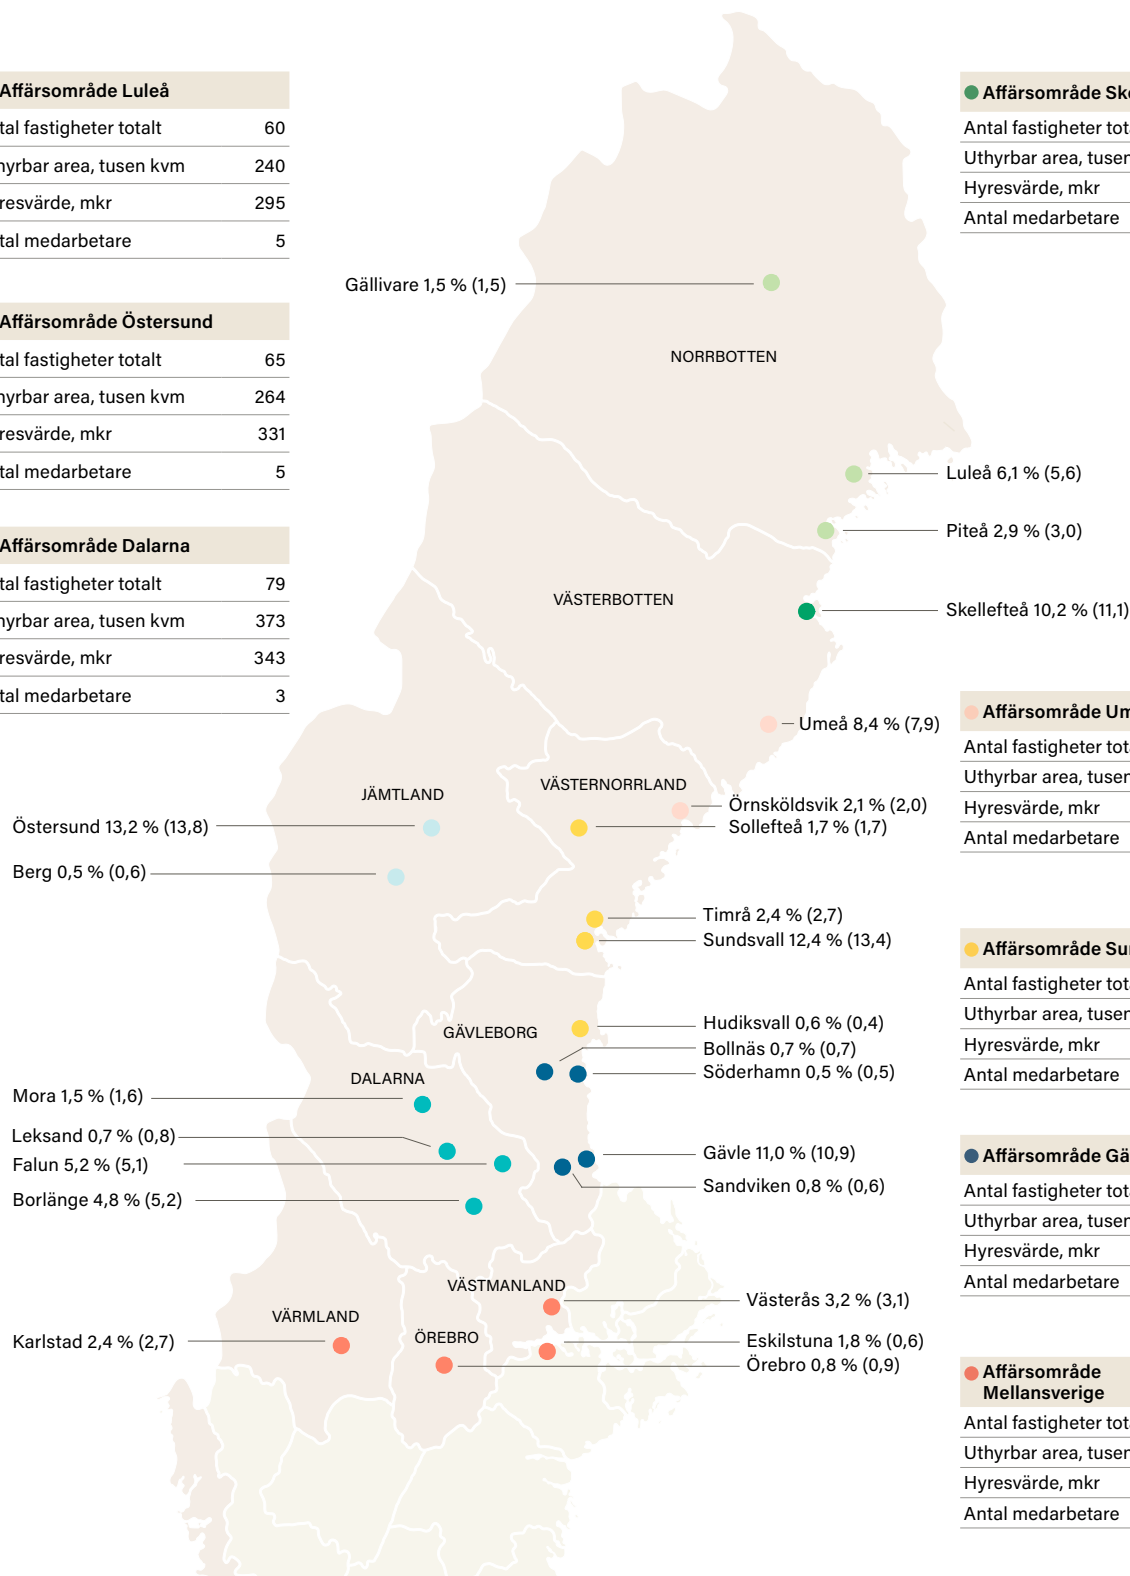 Affärsområde Luleå
tal fastigheter totalt 60
hyrbar area, tusen kvm 240
resvärde, mkr 295
tal medarbetare 5
Affärsområde Östersund
tal fastigheter totalt 65
hyrbar area, tusen kvm 264
resvärde, mkr 331
tal medarbetare 5
Affärsområde Dalarna
tal fastigheter totalt 79
hyrbar area, tusen kvm 373
resvärde, mkr 343
tal medarbetare 3
Gällivare 1,5 % (1,5)
NORRBOTTEN
Luleå 6,1 % (5,6)
Piteå 2,9 % (3,0)
VÄSTERBOTTEN
Skellefteå 10,2 % (11,1)
Umeå 8,4 % (7,9)
VÄSTERNORRLAND
JÄMTLAND
Örnsköldsvik 2,1 % (2,0)
Östersund 13,2 % (13,8)
Sollefteå 1,7 % (1,7)
Berg 0,5 % (0,6)
Timrå 2,4 % (2,7)
Sundsvall 12,4 % (13,4)
Hudiksvall 0,6 % (0,4)
GÄVLEBORG
Bollnäs 0,7 % (0,7)
Söderhamn 0,5 % (0,5)
DALARNA
Mora 1,5 % (1,6)
Leksand 0,7 % (0,8)
Falun 5,2 % (5,1)
Gävle 11,0 % (10,9)
Sandviken 0,8 % (0,6)
Borlänge 4,8 % (5,2)
VÄSTMANLAND
Västerås 3,2 % (3,1)
VÄRMLAND
ÖREBRO
Karlstad 2,4 % (2,7)
Eskilstuna 1,8 % (0,6)
Örebro 0,8 % (0,9)
Affärsområde Ske
Antal fastigheter tot
Uthyrbar area, tusen
Hyresvärde, mkr
Antal medarbetare
Affärsområde Um
Antal fastigheter tot
Uthyrbar area, tusen
Hyresvärde, mkr
Antal medarbetare
Affärsområde Sun
Antal fastigheter tot
Uthyrbar area, tusen
Hyresvärde, mkr
Antal medarbetare
Affärsområde Gä
Antal fastigheter tot
Uthyrbar area, tusen
Hyresvärde, mkr
Antal medarbetare
Affärsområde
Mellansverige
Antal fastigheter tot
Uthyrbar area, tusen
Hyresvärde, mkr
Antal medarbetare